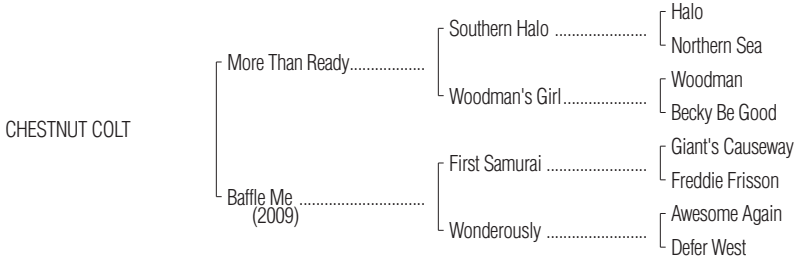 Halo
Southern Halo ......................
Northern Sea
More Than Ready..................
Woodman
Woodman's Girl....................
Becky Be Good
CHESTNUT COLT
Giant's Causeway
First Samurai ........................
Freddie Frisson
Baffle Me ..............................
(2009)
Awesome Again
Wonderously ........................
Defer West